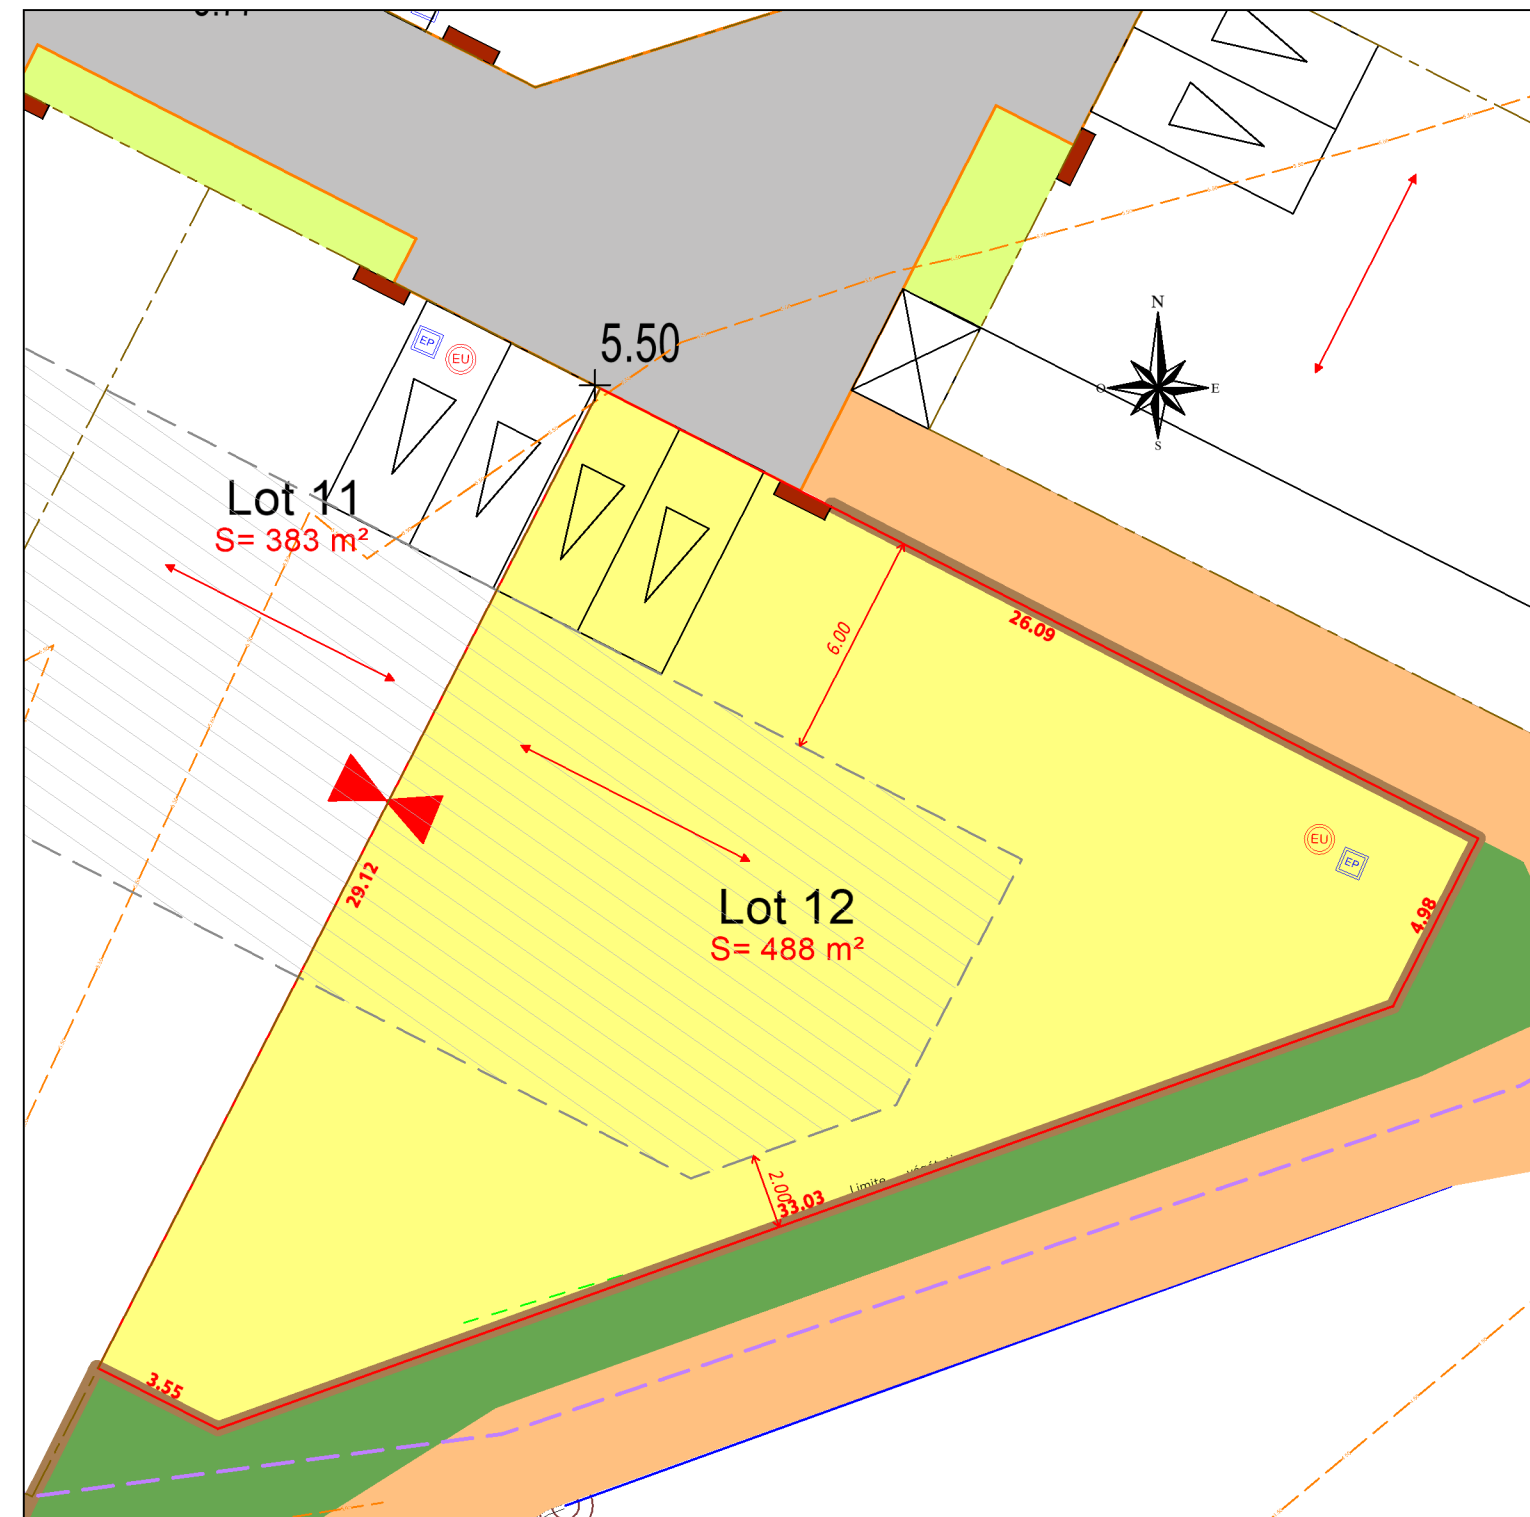 N
O
E
S
5.50
EP
EU
Lot 11
S= 383 m²
6.00
26.09
EU
EP
29.12
Lot 12
S= 488 m²
4.98
2.00
33.03
Limite
3.55